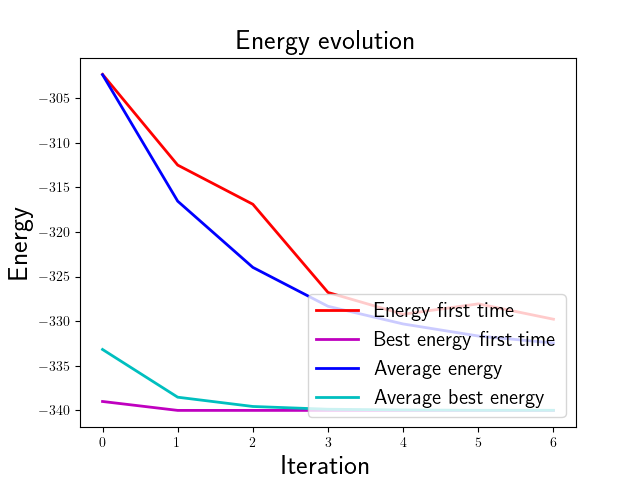 Energy evolution
Energy
−305
−310
−315
−320
−325
−330
−335
−340
Energy first time
Best energy first time
Average energy
Average best energy
0 1 2 3 4 5 6
Iteration